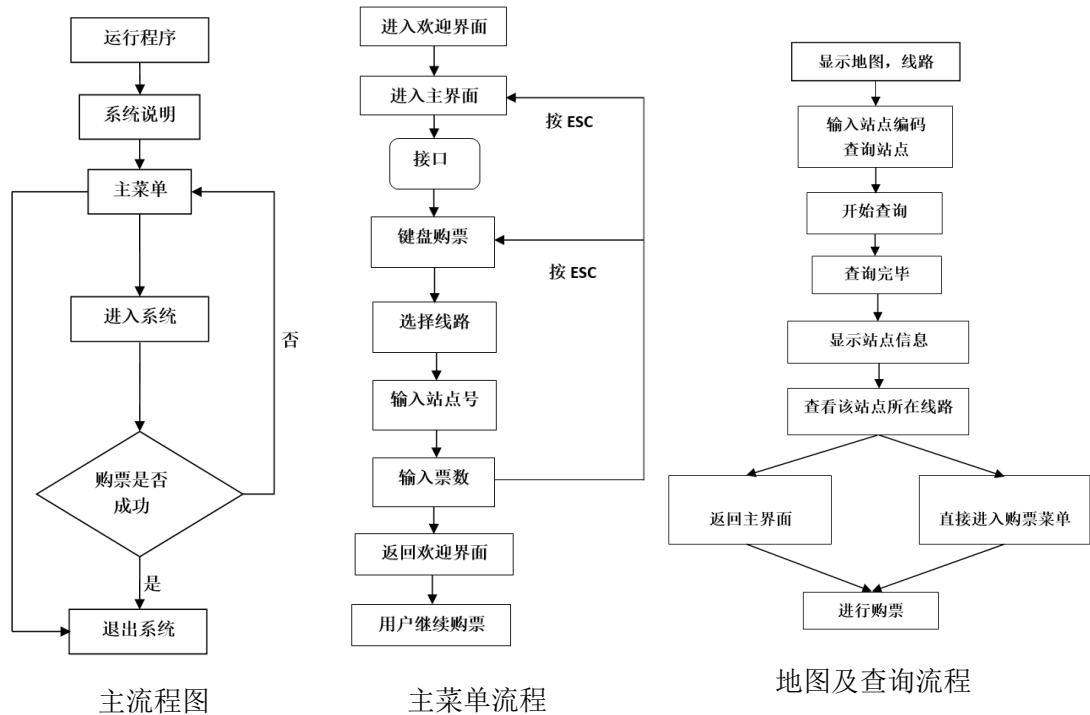 运行程序
系统说明
主菜单
进入系统
否
购票是否
成功
是
退出系统
主流程图
进入欢迎界面
进入主界面
按 ESC
接口
键盘购票
按 ESC
选择线路
输入站点号
输入票数
返回欢迎界面
用户继续购票
主菜单流程
显示地图，线路
输入站点编码
查询站点
开始查询
查询完毕
显示站点信息
查看该站点所在线路
返回主界面
直接进入购票菜单
进行购票
地图及查询流程